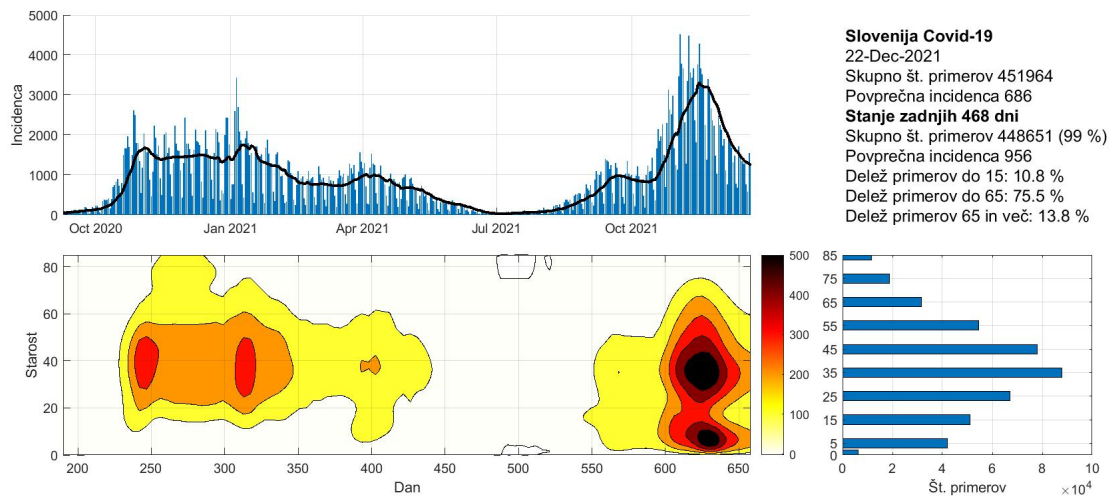 5000
4000
3000
2000
1000
0
Incidenca
Oct 2020 Jan 2021 Apr 2021 Jul 2021 Oct 2021
Slovenija Covid-19
22-Dec-2021
Skupno št. primerov 451964
Povprečna incidenca 686
Stanje zadnjih 468 dni
Skupno št. primerov 448651 (99 %)
Povprečna incidenca 956
Delež primerov do 15: 10.8 %
Delež primerov do 65: 75.5 %
Delež primerov 65 in več: 13.8 %
80
60
40
20
0
Starost
200 250 300 350 400 450 500 550 600 650
Dan
500
400
300
200
100
0
85
75
65
55
45
35
25
15
5
0
0 2 4 6 8 10
Št. primerov
×10^4